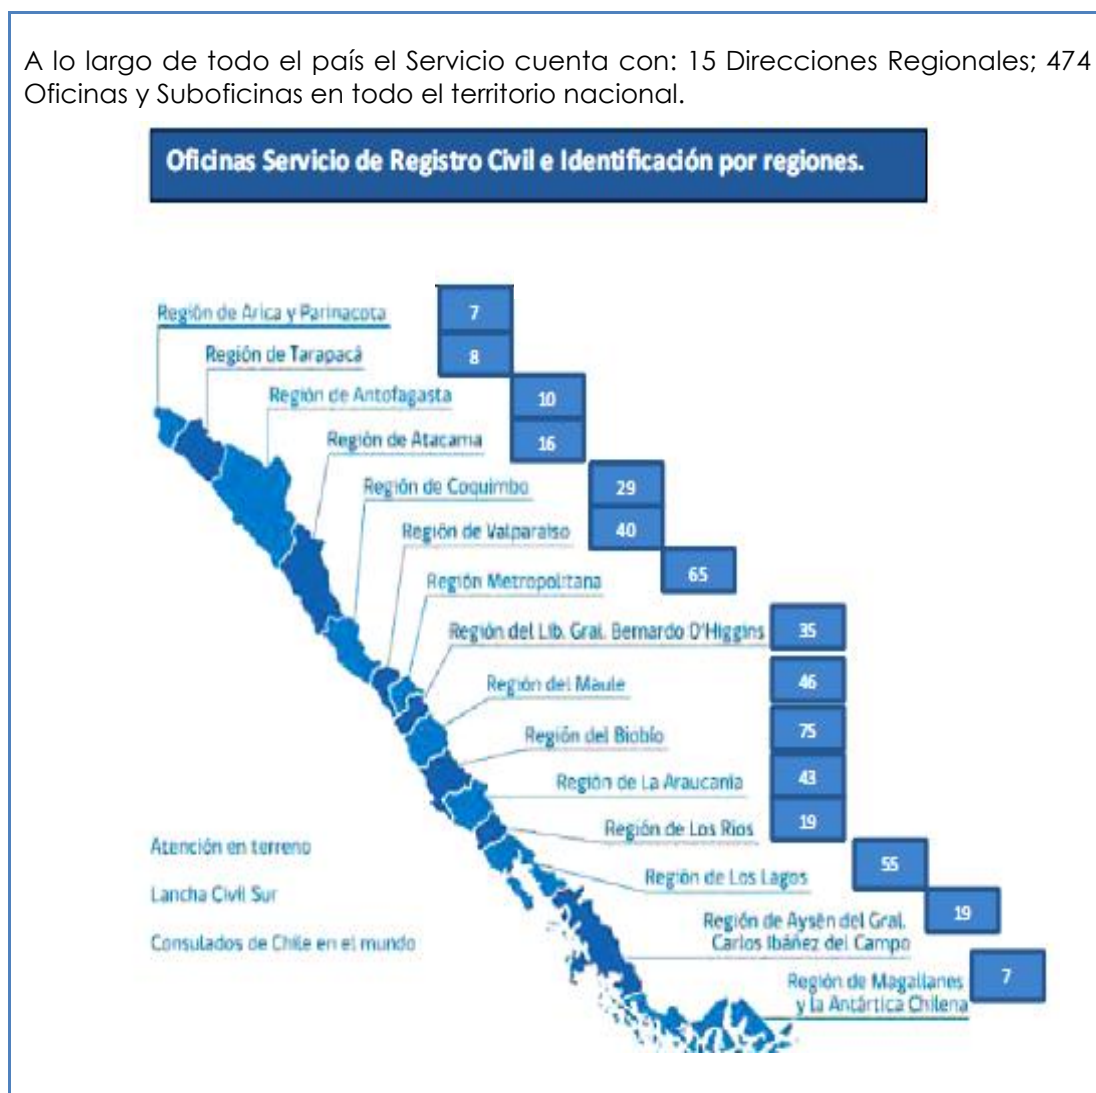 A lo largo de todo el país el Servicio cuenta con: 15 Direcciones Regionales; 474
Oficinas y Suboficinas en todo el territorio nacional.
Oficinas Servicio de Registro Civil e Identificación por regiones.
Región de Arica y Parinacota
7
Región de Tarapacá
8
Región de Antofagasta
10
Región de Atacama
16
Región de Coquimbo
29
Región de Valparaíso
40
Región Metropolitana
65
Región del Lib. Gral. Bernardo O'Higgins
35
Región del Maule
46
Región del Biobío
75
Región de La Araucanía
43
Región de Los Ríos
19
Región de Los Lagos
55
Región de Aysén del Gral.
Carlos Ibáñez del Campo
19
Región de Magallanes
y la Antártica Chilena
7
Atención en terreno
Lancha Civil Sur
Consulados de Chile en el mundo